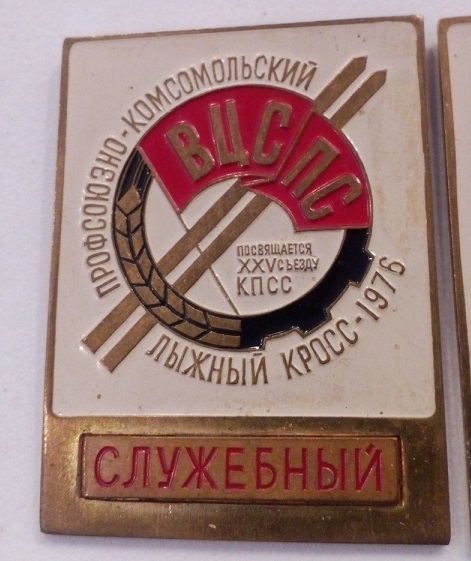 ПРОФСОЮЗНО-КОМСОМОЛЬСКИЙ
ВЦСПС
ПОСВЯЩАЕТСЯ
XXV СЪЕЗДУ
КПСС
ЛЫЖНЫЙ КРОСС-1976
СЛУЖЕБНЫЙ